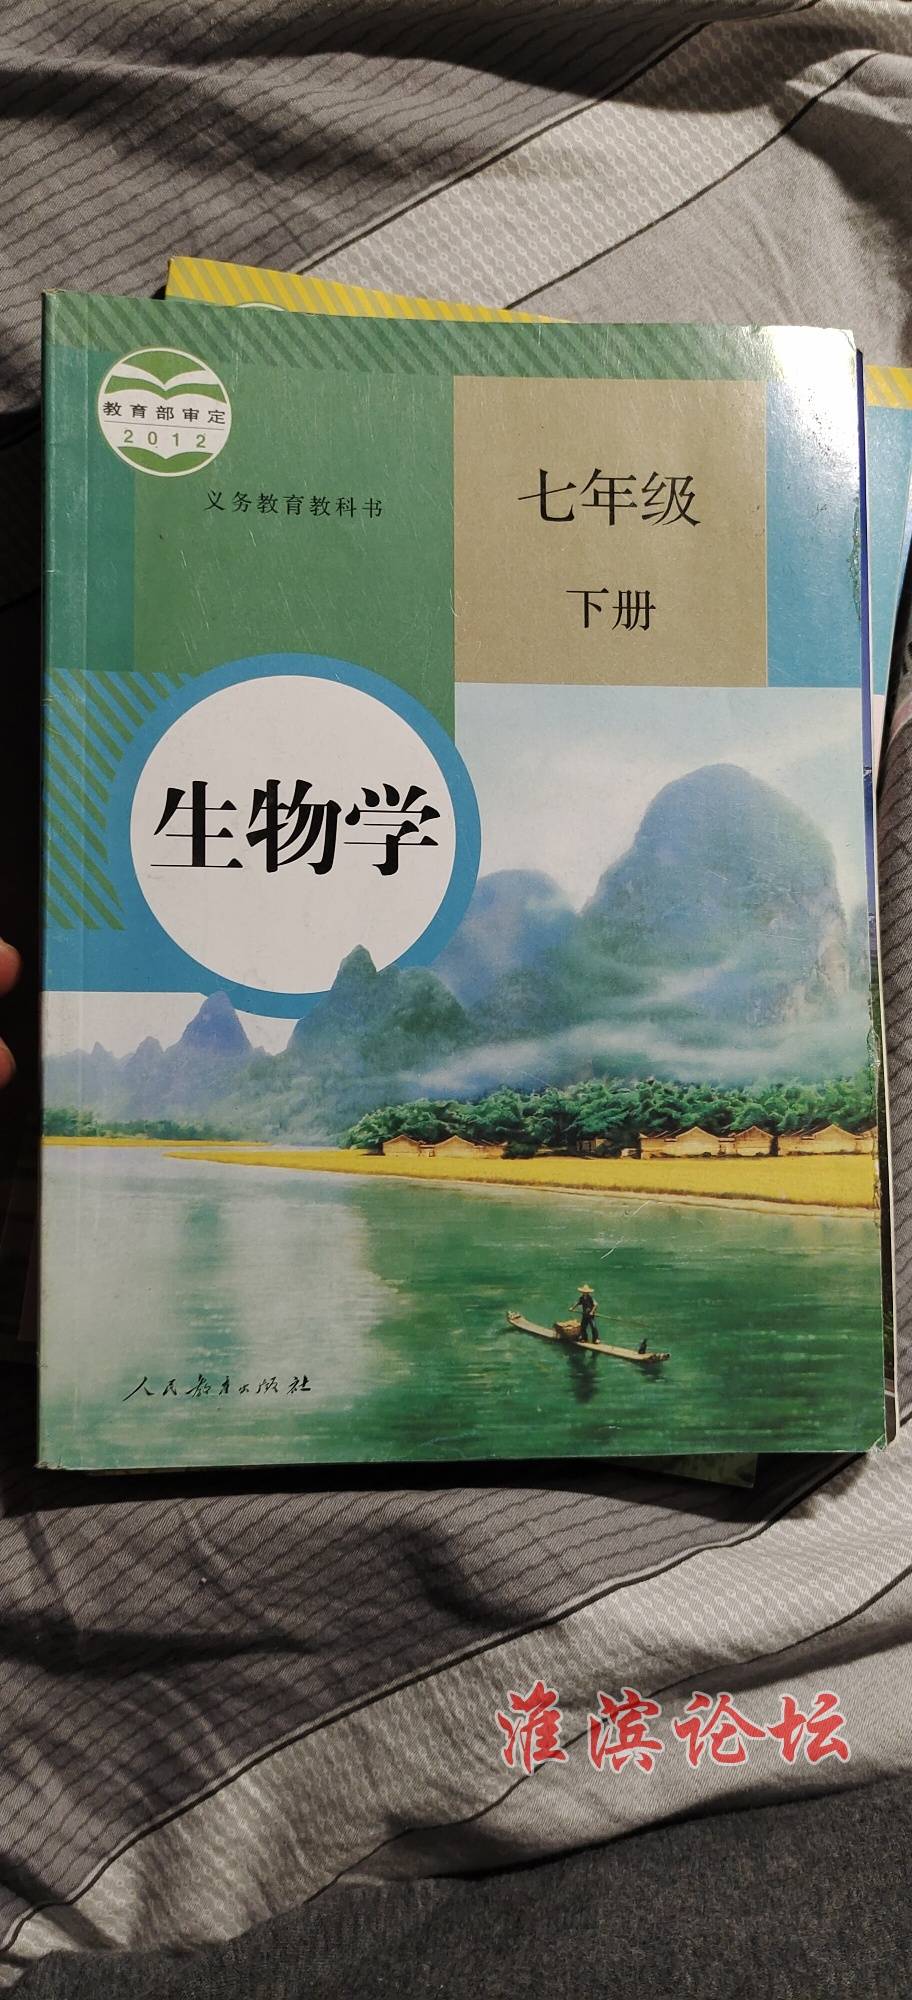 教育部审定
2012
义务教育教科书
七年级
下册
生物学
人民教育出版社
淮滨论坛